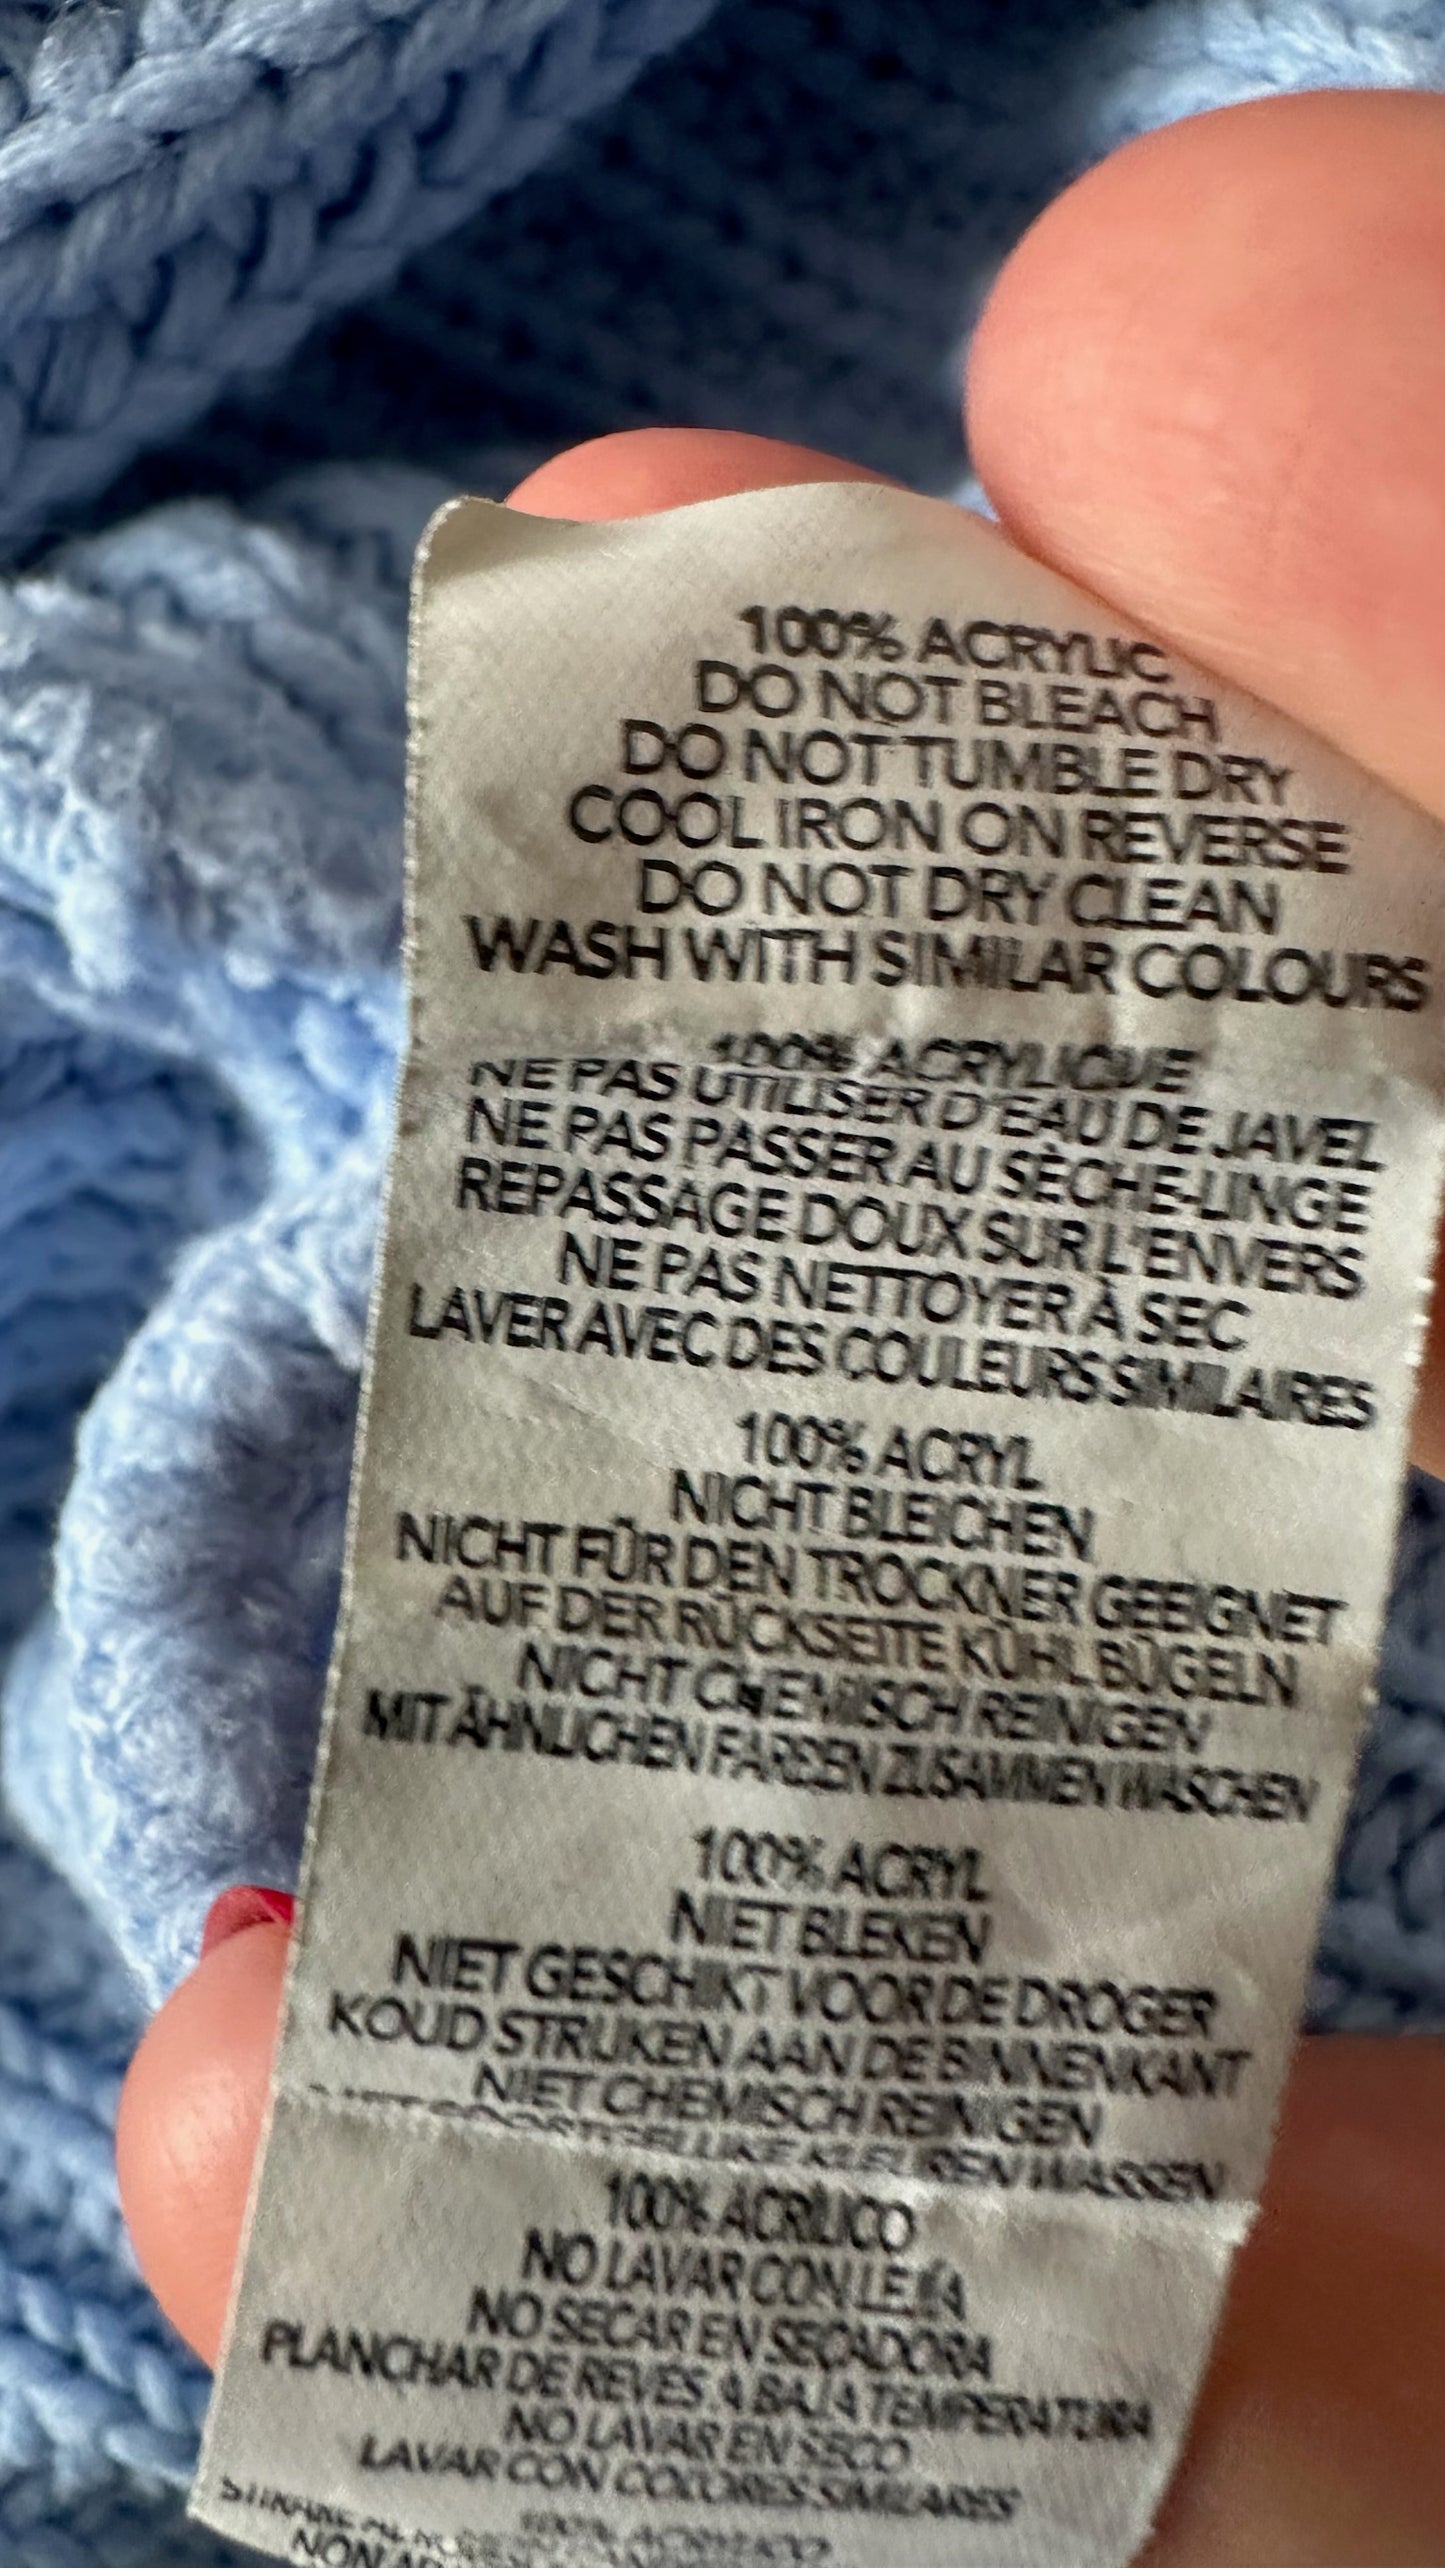 100% ACRYLIC
DO NOT BLEACH
DO NOT TUMBLE DRY
COOL IRON ON REVERSE
DO NOT DRY CLEAN
WASH WITH SIMILAR COLOURS
100% ACRYLIQUE
NE PAS UTILISER D'EAU DE JAVEL
NE PAS PASSER AU SÈCHE-LINGE
REPASSAGE DOUX SUR L'ENVERS
NE PAS NETTOYER À SEC
LAVER AVEC DES COULEURS SIMILAIRES
100% ACRYL
NICHT BLEICHEN
NICHT FÜR DEN TROCKNER GEEIGNET
AUF DER RÜCKSEITE KÜHL BÜGELN
NICHT CHEMISCH REINIGEN
MIT ÄHNLICHEN FARBEN ZUSAMMEN WASCHEN
100% ACRYL
NIET BLEKEN
NIET GESCHIKT VOOR DE DROGER
KOUD STRIJKEN AAN DE BINNENKANT
NIET CHEMISCH REINIGEN
KLEUREN WASSEN
100% ACRÍLICO
NO LAVAR CON LEJÍA
NO SECAR EN SECADORA
PLANCHAR DE REVES A BAJA TEMPERATURA
NO LAVAR EN SECO
LAVAR CON COLORES SIMILARES
100%
NON